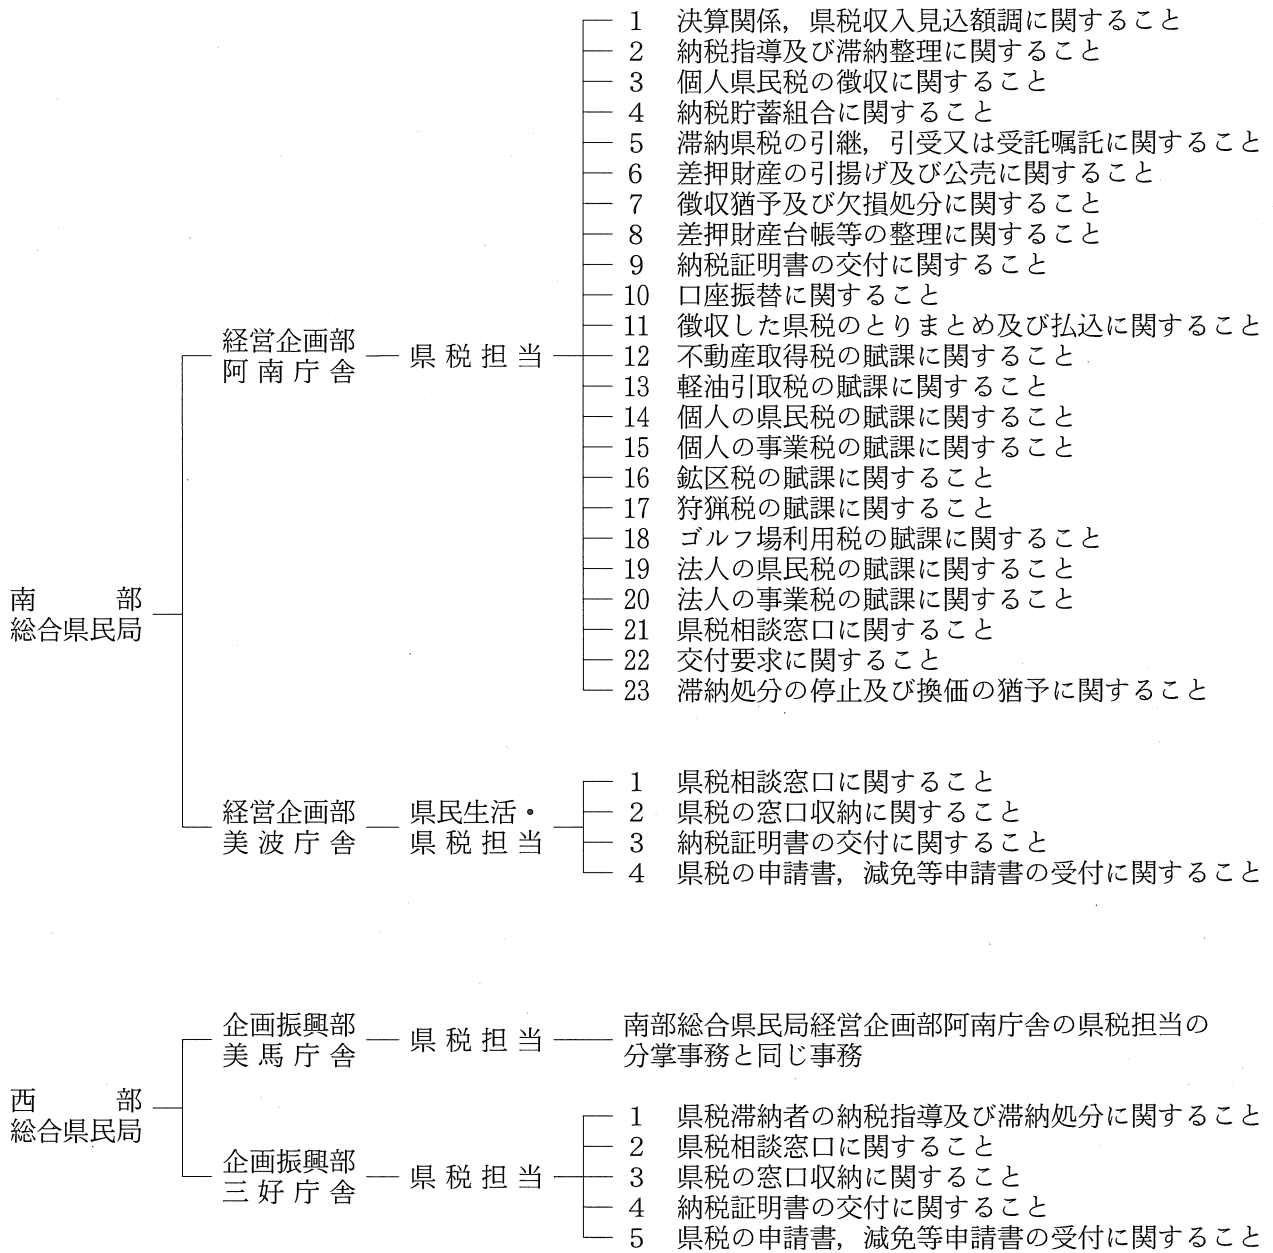 南部
総合県民局
経営企画部
阿南庁舎
県税担当
1 決算関係，県税収入見込額調に関すること
2 納税指導及び滞納整理に関すること
3 個人県民税の徴収に関すること
4 納税貯蓄組合に関すること
5 滞納県税の引継，引受又は受託嘱託に関すること
6 差押財産の引揚げ及び公売に関すること
7 徴収猶予及び欠損処分に関すること
8 差押財産台帳等の整理に関すること
9 納税証明書の交付に関すること
10 口座振替に関すること
11 徴収した県税のとりまとめ及び払込に関すること
12 不動産取得税の賦課に関すること
13 軽油引取税の賦課に関すること
14 個人の県民税の賦課に関すること
15 個人の事業税の賦課に関すること
16 鉱区税の賦課に関すること
17 狩猟税の賦課に関すること
18 ゴルフ場利用税の賦課に関すること
19 法人の県民税の賦課に関すること
20 法人の事業税の賦課に関すること
21 県税相談窓口に関すること
22 交付要求に関すること
23 滞納処分の停止及び換価の猶予に関すること
経営企画部
美波庁舎
県民生活・
県税担当
1 県税相談窓口に関すること
2 県税の窓口収納に関すること
3 納税証明書の交付に関すること
4 県税の申請書，減免等申請書の受付に関すること
西部
総合県民局
企画振興部
美馬庁舎
県税担当
南部総合県民局経営企画部阿南庁舎の県税担当の
分掌事務と同じ事務
企画振興部
三好庁舎
県税担当
1 県税滞納者の納税指導及び滞納処分に関すること
2 県税相談窓口に関すること
3 県税の窓口収納に関すること
4 納税証明書の交付に関すること
5 県税の申請書，減免等申請書の受付に関すること